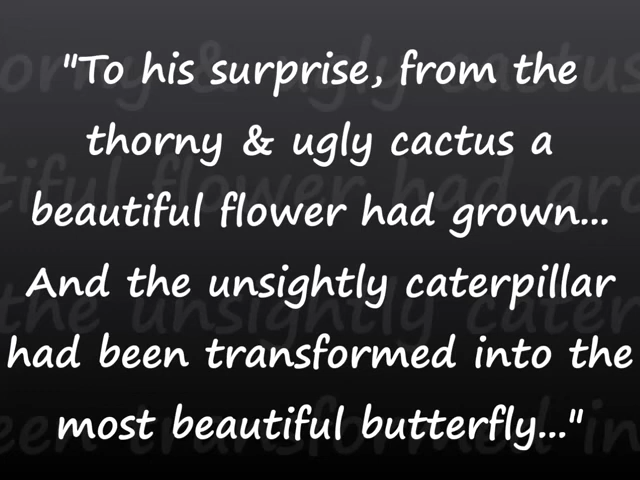 "To his surprise, from the
thorny & ugly cactus a
beautiful flower had grown...
And the unsightly caterpillar
had been transformed into the
most beautiful butterfly..."